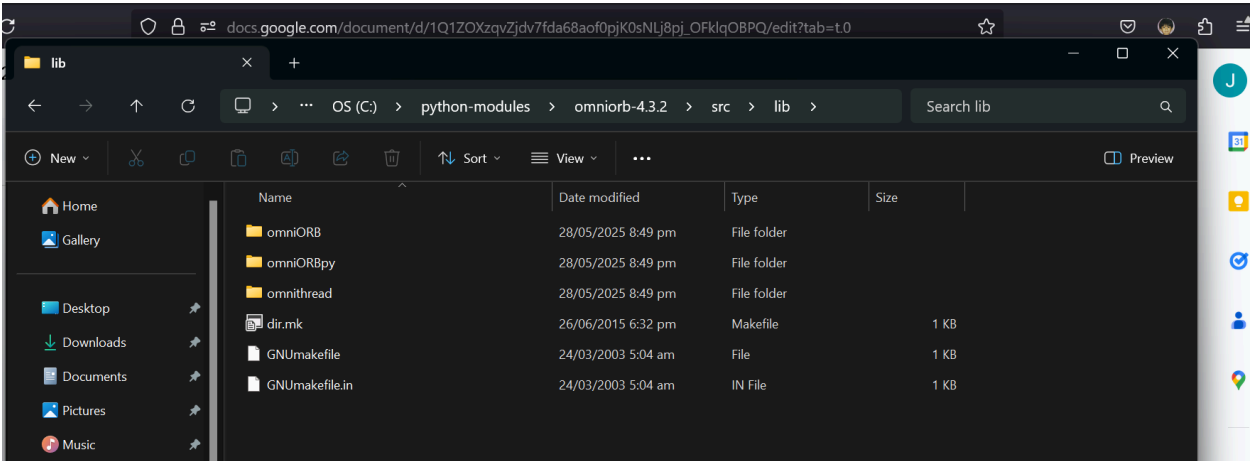 docs.google.com/document/d/1Q1ZOXzqvZjdv7fda68aof0pjK0sNLj8pj_OFklqOBPQ/edit?tab=t.0
lib
J
OS (C:) > python-modules > omniorb-4.3.2 > src > lib >
Search lib
New
Sort
View
Preview
31
Name Date modified Type Size
Home
Gallery
omniORB 28/05/2025 8:49 pm File folder
omniORBpy 28/05/2025 8:49 pm File folder
omnithread 28/05/2025 8:49 pm File folder
Desktop
dir.mk 26/06/2015 6:32 pm Makefile 1 KB
Downloads
GNUmakefile 24/03/2003 5:04 am File 1 KB
Documents
GNUmakefile.in 24/03/2003 5:04 am IN File 1 KB
Pictures
Music